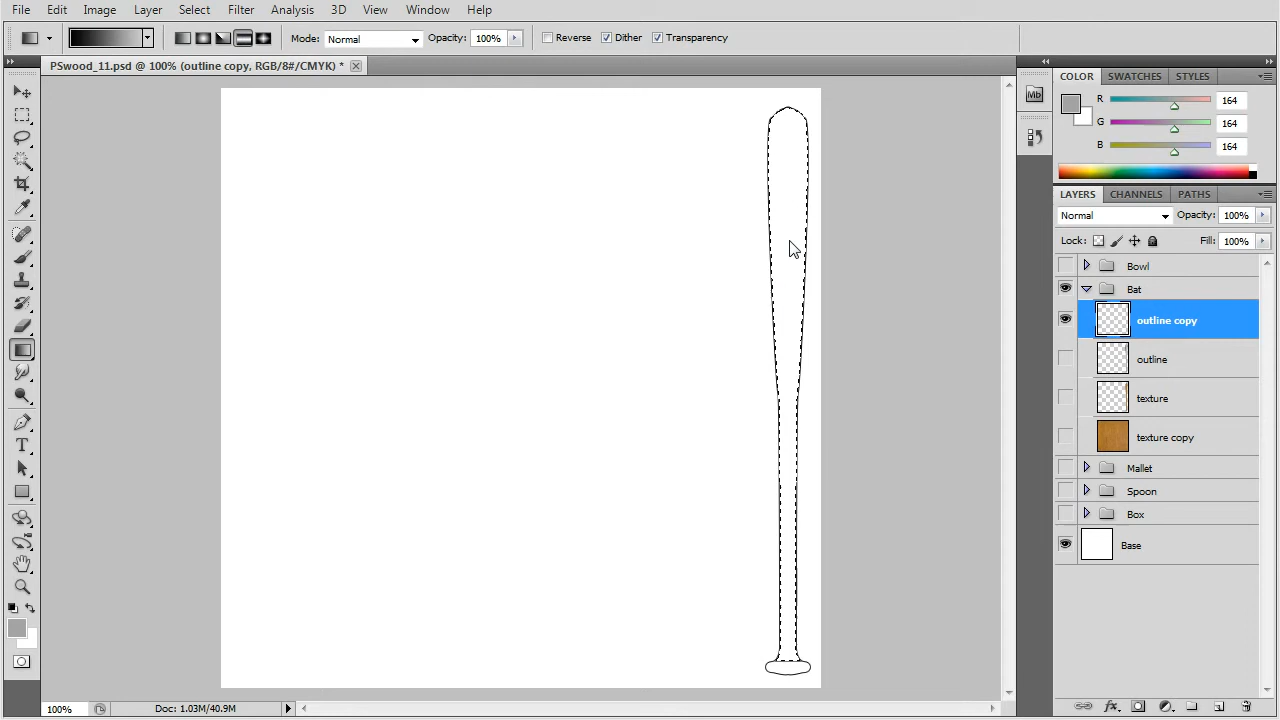 File Edit Image Layer Select Filter Analysis 3D View Window Help
Mode: Normal Opacity: 100% Reverse Dither Transparency
PSwood_11.psd @ 100% (outline copy, RGB/8#/CMYK) *
COLOR SWATCHES STYLES
R 164
G 164
B 164
Mb
LAYERS CHANNELS PATHS
Normal Opacity: 100%
Lock: Fill: 100%
Bowl
Bat
outline copy
outline
texture
texture copy
Mallet
Spoon
Box
Base
T
fx
100% Doc: 1.03M/40.9M